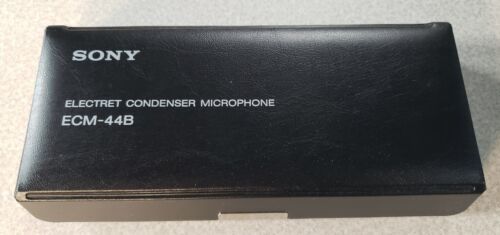 SONY
ELECTRET CONDENSER MICROPHONE
ECM-44B